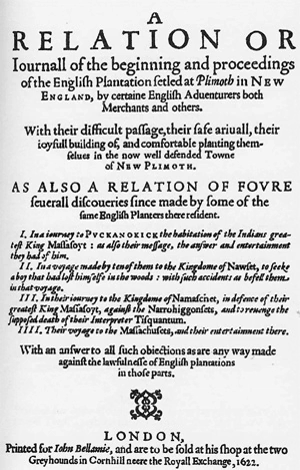 A
RELATION OR
Iournall of the beginning and proceedings
of the English Plantation setled at Plimoth in NEW
ENGLAND, by certaine English Aduenturers both
Merchants and others.
With their difficult passage, their safe ariuall, their
ioyfull building of, and comfortable planting them-
selues in the now well defended Towne
of NEW PLIMOTH.
AS ALSO A RELATION OF FOVRE
seuerall discoueries since made by some of the
same English Planters there resident.
I. In a iourney to PVCKANOKICK the habitation of the Indians grea-
test King Massasoyt: as also their message, the answer and entertainment
they had of him.
II. In a voyage made by ten of them to the Kingdome of Nawset, to seeke
a boy that had lost himselfe in the woods: with such accidents as befell them
in that voyage.
III. In their iourney to the Kingdome of Namaschet, in defence of their
greatest King Massasoyt, against the Narrohiggonsets, and to reuenge the
supposed death of their Interpreter Tisquantum.
IIII. Their voyage to the Massachusets, and their entertainment there.
With an answer to all such obiections as are any way made
against the lawfulnesse of English plantations
in those parts.
LONDON,
Printed for Iohn Bellamie, and are to be sold at his shop at the two
Greyhounds in Cornhill neere the Royall Exchange, 1622.